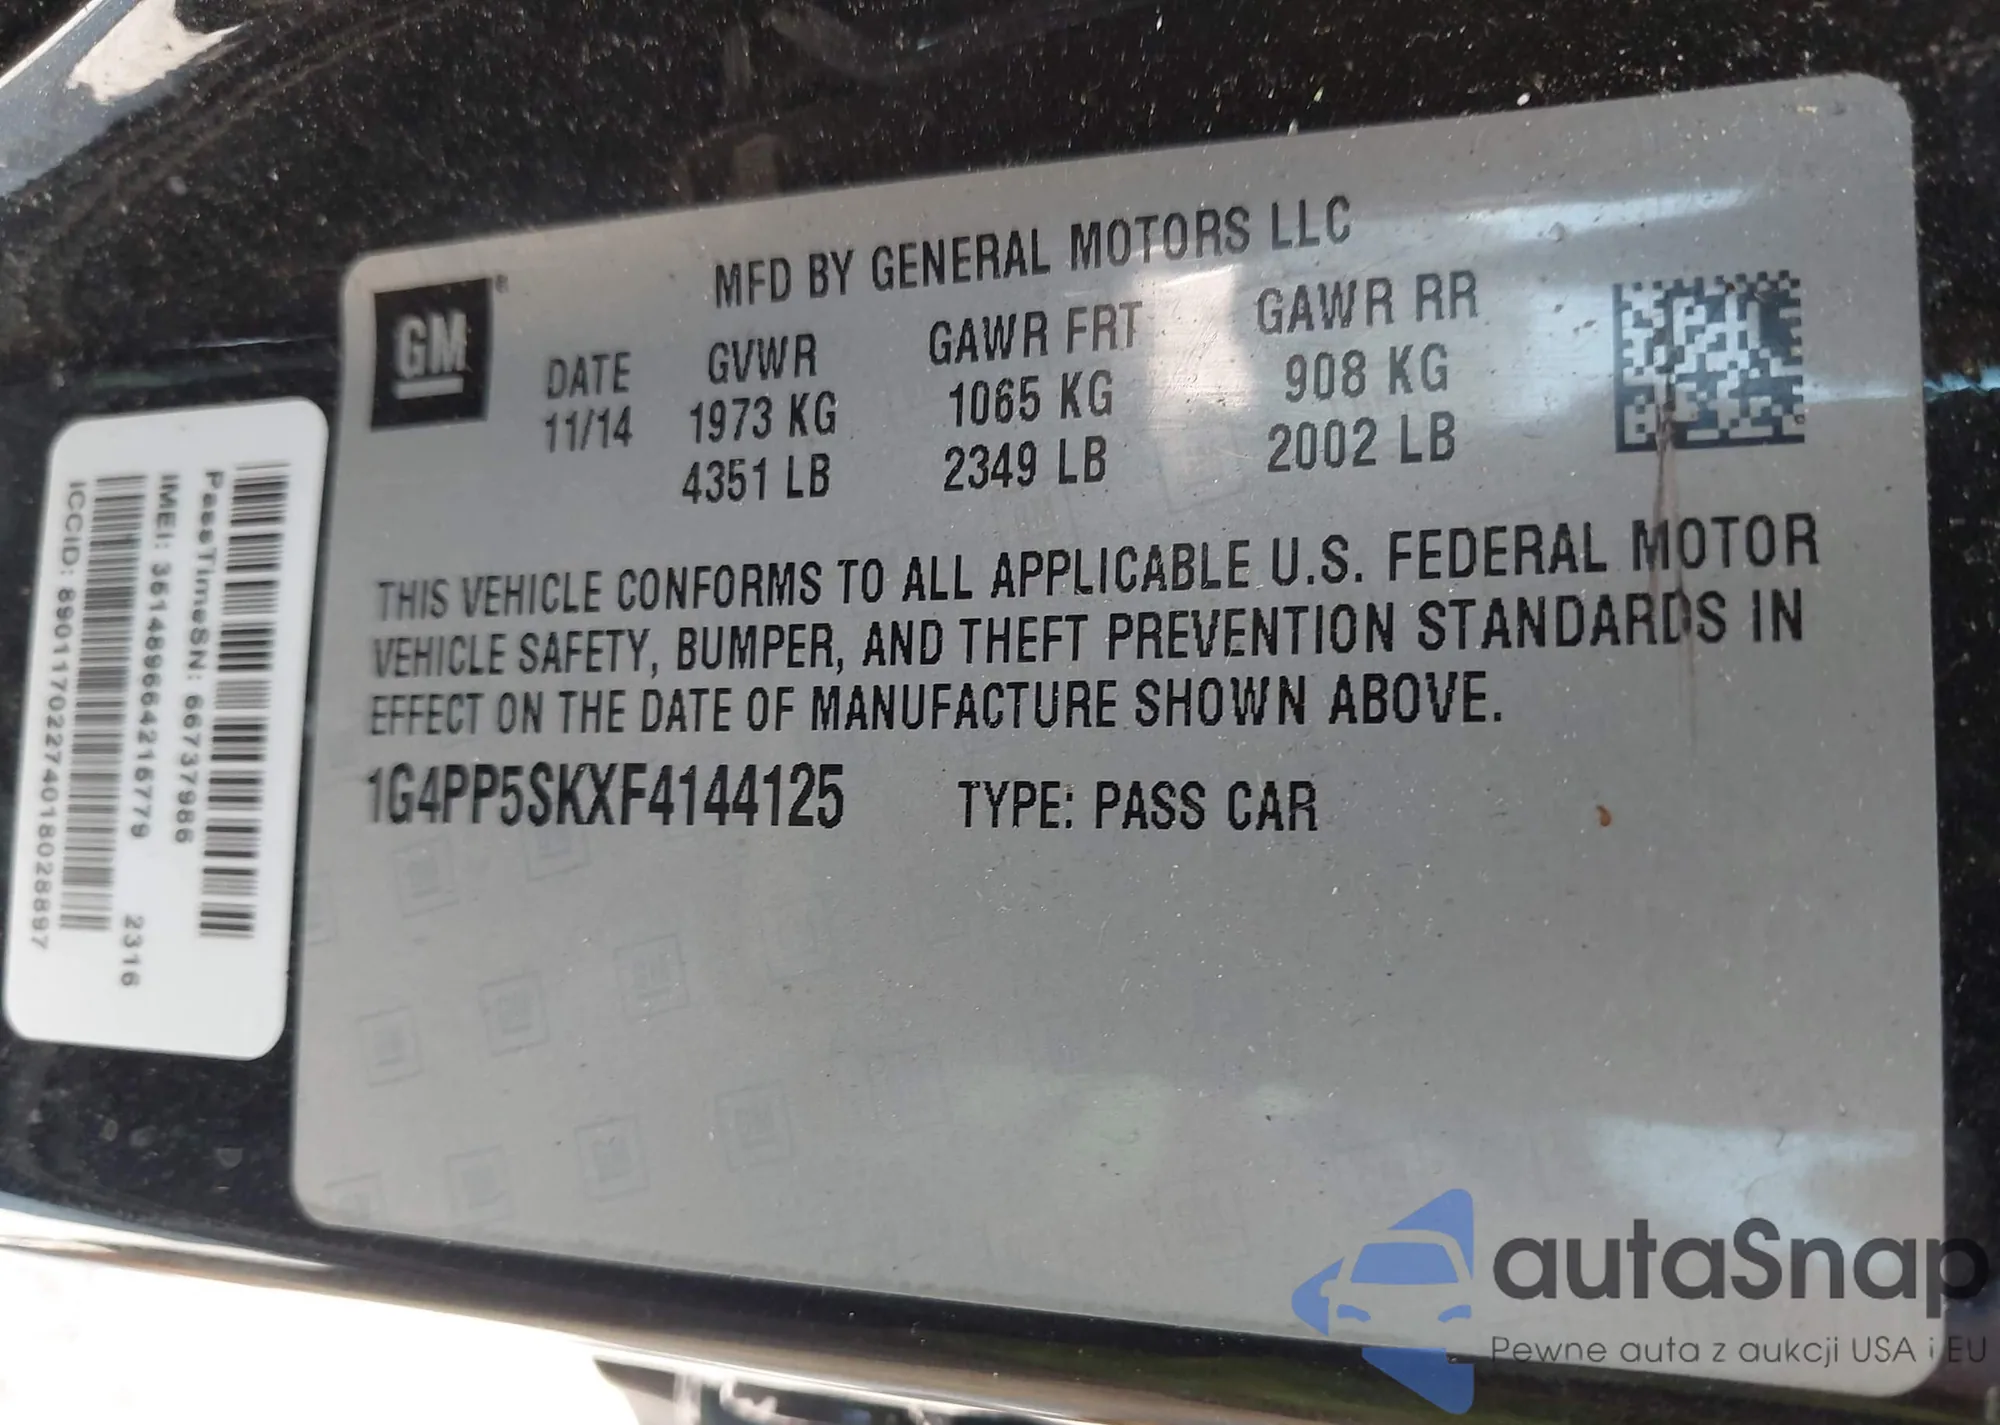 MFD BY GENERAL MOTORS LLC
GM
DATE GVWR GAWR FRT GAWR RR
11/14 1973 KG 1065 KG 908 KG
4351 LB 2349 LB 2002 LB
THIS VEHICLE CONFORMS TO ALL APPLICABLE U.S. FEDERAL MOTOR
VEHICLE SAFETY, BUMPER, AND THEFT PREVENTION STANDARDS IN
EFFECT ON THE DATE OF MANUFACTURE SHOWN ABOVE.
1G4PP5SKXF4144125 TYPE: PASS CAR
PassTimeSN: 66737986
IMEI: 361489664216779 2316
ICCID: 89011702274018028897
autaSnap
Pewne auta z aukcji USA i EU